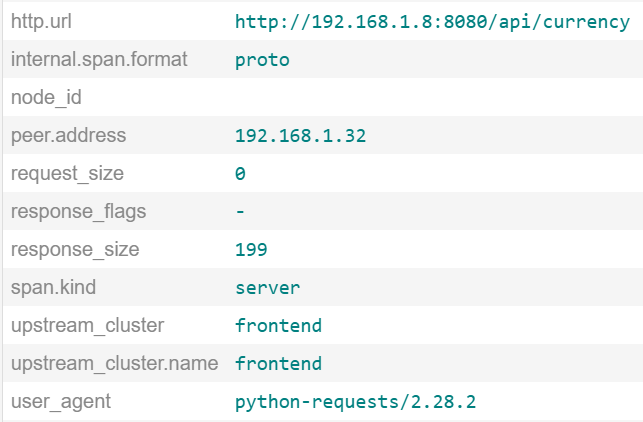 http.url http://192.168.1.8:8080/api/currency
internal.span.format proto
node_id
peer.address 192.168.1.32
request_size 0
response_flags -
response_size 199
span.kind server
upstream_cluster frontend
upstream_cluster.name frontend
user_agent python-requests/2.28.2